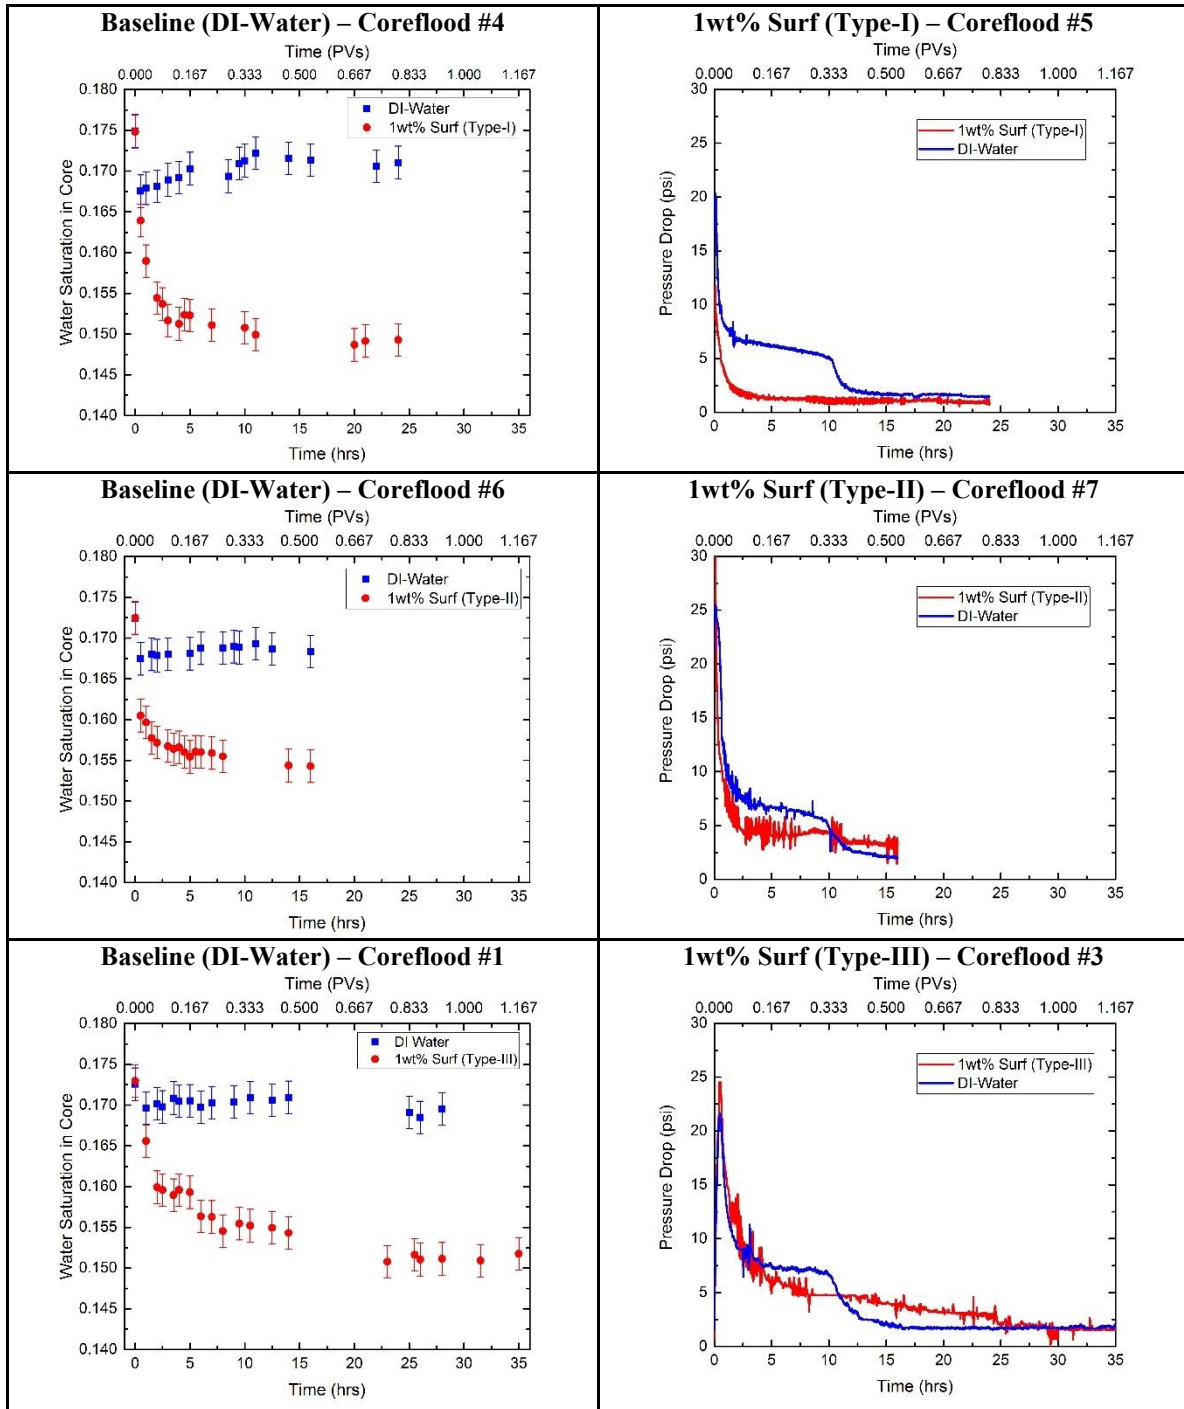 Baseline (DI-Water) – Coreflood #4
Time (PVs)
0.000 0.167 0.333 0.500 0.667 0.833 1.000 1.167
0.180
0.175
0.170
0.165
0.160
0.155
0.150
0.145
0.140
Water Saturation in Core
DI-Water
1wt% Surf (Type-I)
0 5 10 15 20 25 30 35
Time (hrs)
1wt% Surf (Type-I) – Coreflood #5
Time (PVs)
0.000 0.167 0.333 0.500 0.667 0.833 1.000 1.167
30
25
20
15
10
5
0
Pressure Drop (psi)
1wt% Surf (Type-I)
DI-Water
0 5 10 15 20 25 30 35
Time (hrs)
Baseline (DI-Water) – Coreflood #6
Time (PVs)
0.000 0.167 0.333 0.500 0.667 0.833 1.000 1.167
0.180
0.175
0.170
0.165
0.160
0.155
0.150
0.145
0.140
Water Saturation in Core
DI-Water
1wt% Surf (Type-II)
0 5 10 15 20 25 30 35
Time (hrs)
1wt% Surf (Type-II) – Coreflood #7
Time (PVs)
0.000 0.167 0.333 0.500 0.667 0.833 1.000 1.167
30
25
20
15
10
5
0
Pressure Drop (psi)
1wt% Surf (Type-II)
DI-Water
0 5 10 15 20 25 30 35
Time (hrs)
Baseline (DI-Water) – Coreflood #1
Time (PVs)
0.000 0.167 0.333 0.500 0.667 0.833 1.000 1.167
0.180
0.175
0.170
0.165
0.160
0.155
0.150
0.145
0.140
Water Saturation in Core
DI Water
1wt% Surf (Type-III)
0 5 10 15 20 25 30 35
Time (hrs)
1wt% Surf (Type-III) – Coreflood #3
Time (PVs)
0.000 0.167 0.333 0.500 0.667 0.833 1.000 1.167
30
25
20
15
10
5
0
Pressure Drop (psi)
1wt% Surf (Type-III)
DI-Water
0 5 10 15 20 25 30 35
Time (hrs)